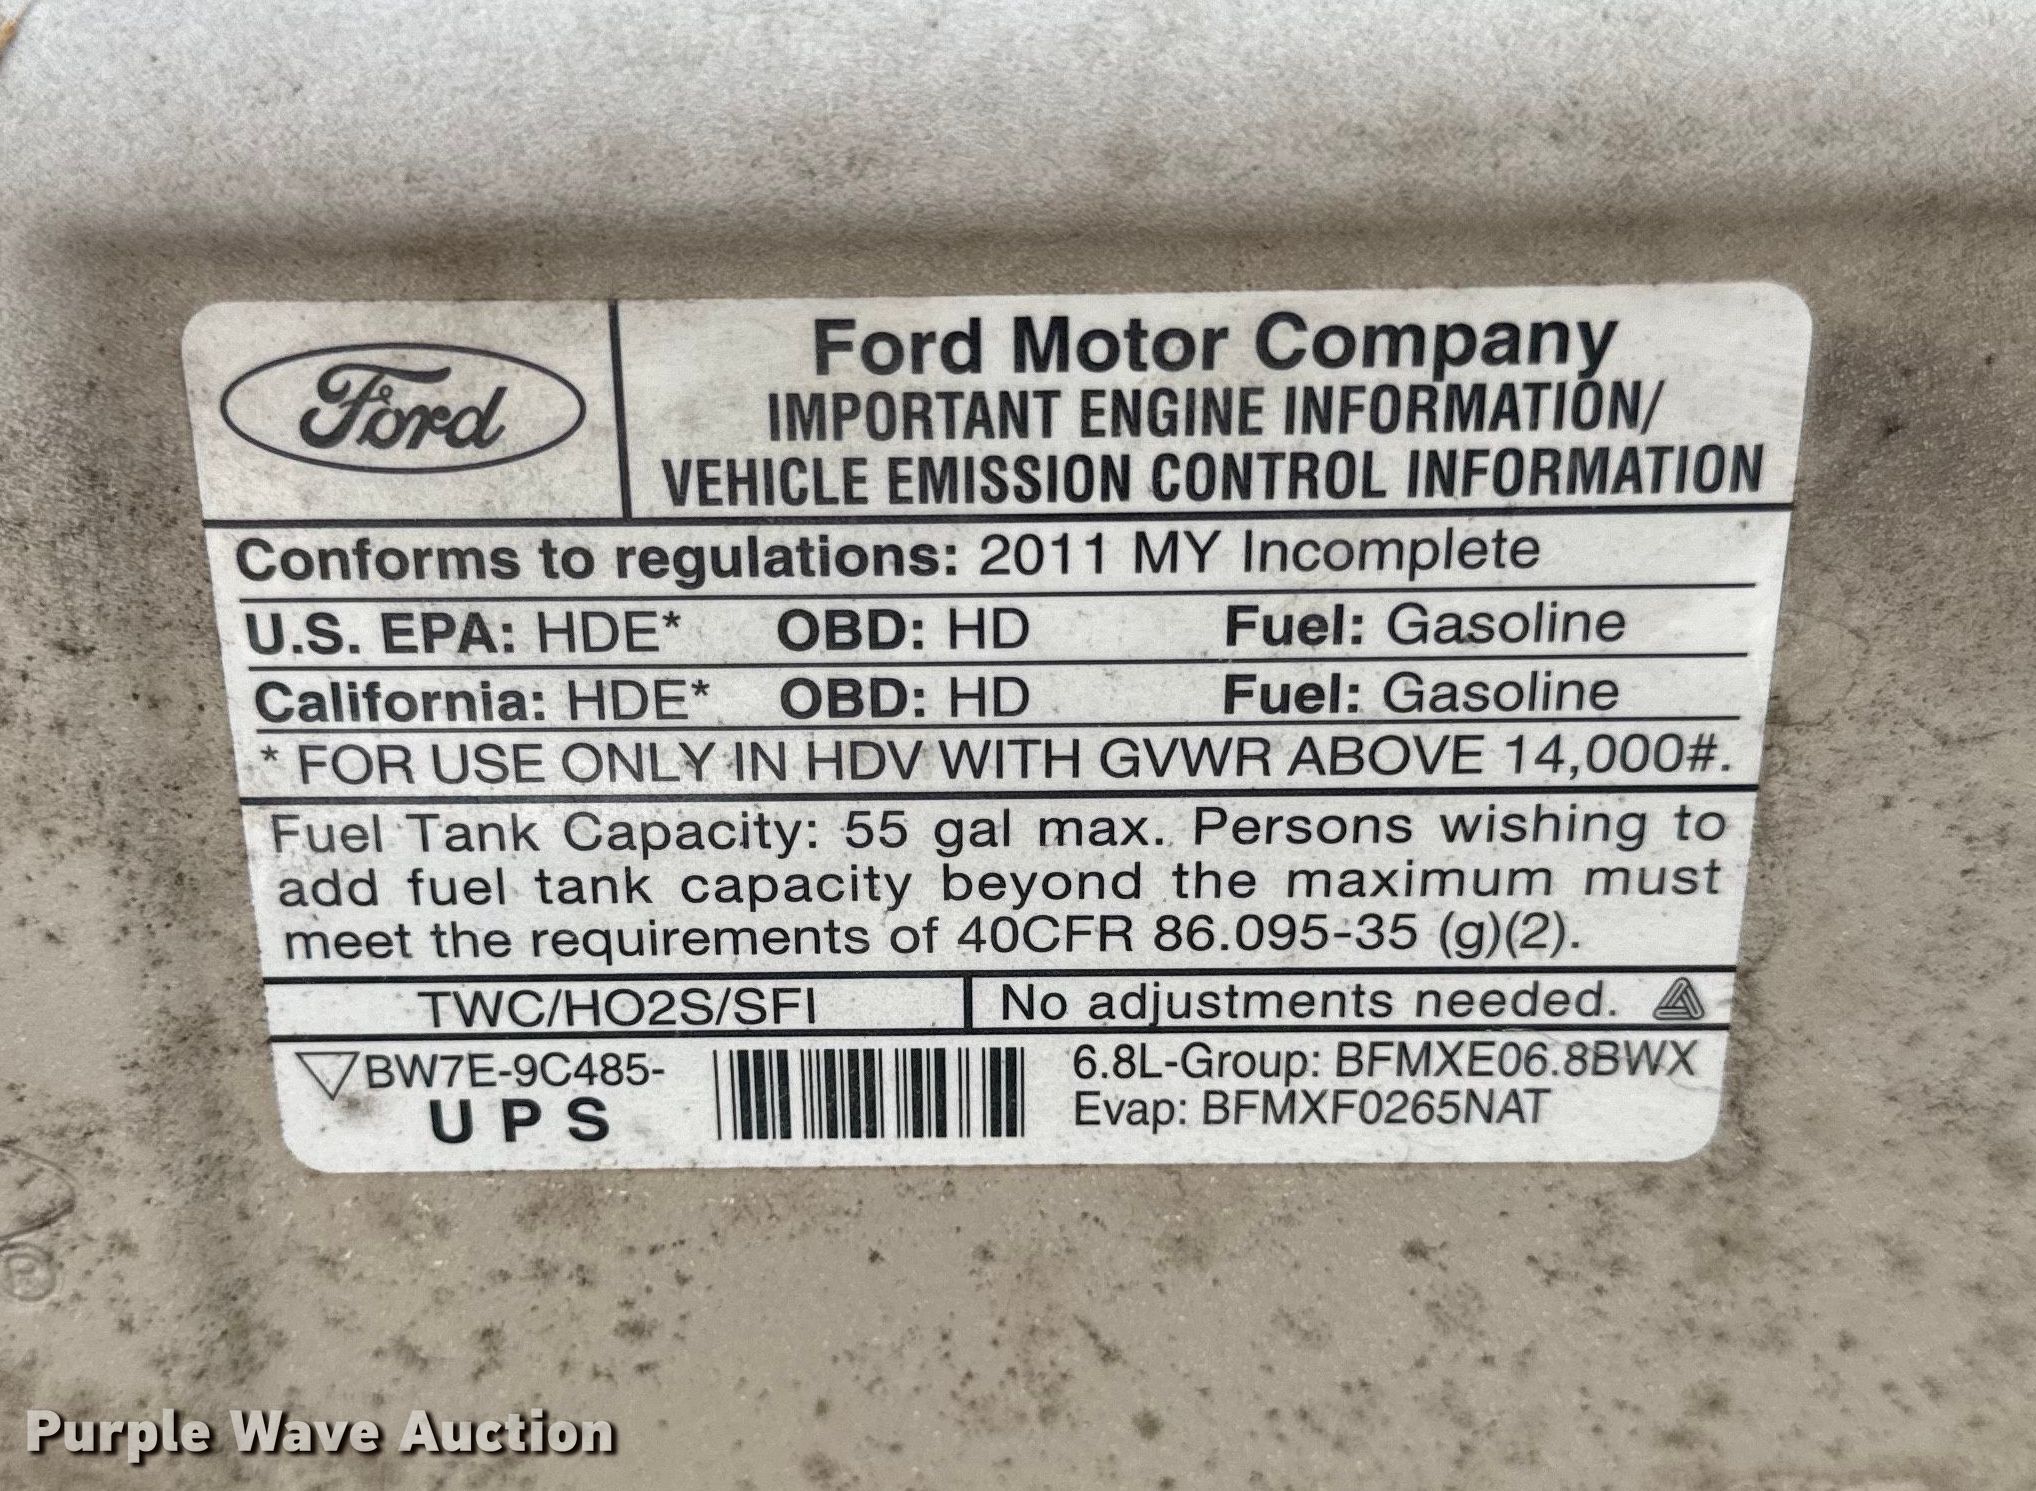 Ford
Ford Motor Company
IMPORTANT ENGINE INFORMATION/
VEHICLE EMISSION CONTROL INFORMATION
Conforms to regulations: 2011 MY Incomplete
U.S. EPA: HDE* OBD: HD Fuel: Gasoline
California: HDE* OBD: HD Fuel: Gasoline
* FOR USE ONLY IN HDV WITH GVWR ABOVE 14,000#.
Fuel Tank Capacity: 55 gal max. Persons wishing to
add fuel tank capacity beyond the maximum must
meet the requirements of 40CFR 86.095-35 (g)(2).
TWC/HO2S/SFI
No adjustments needed.
BW7E-9C485-
U P S
6.8L-Group: BFMXE06.8BWX
Evap: BFMXF0265NAT
®
Purple Wave Auction